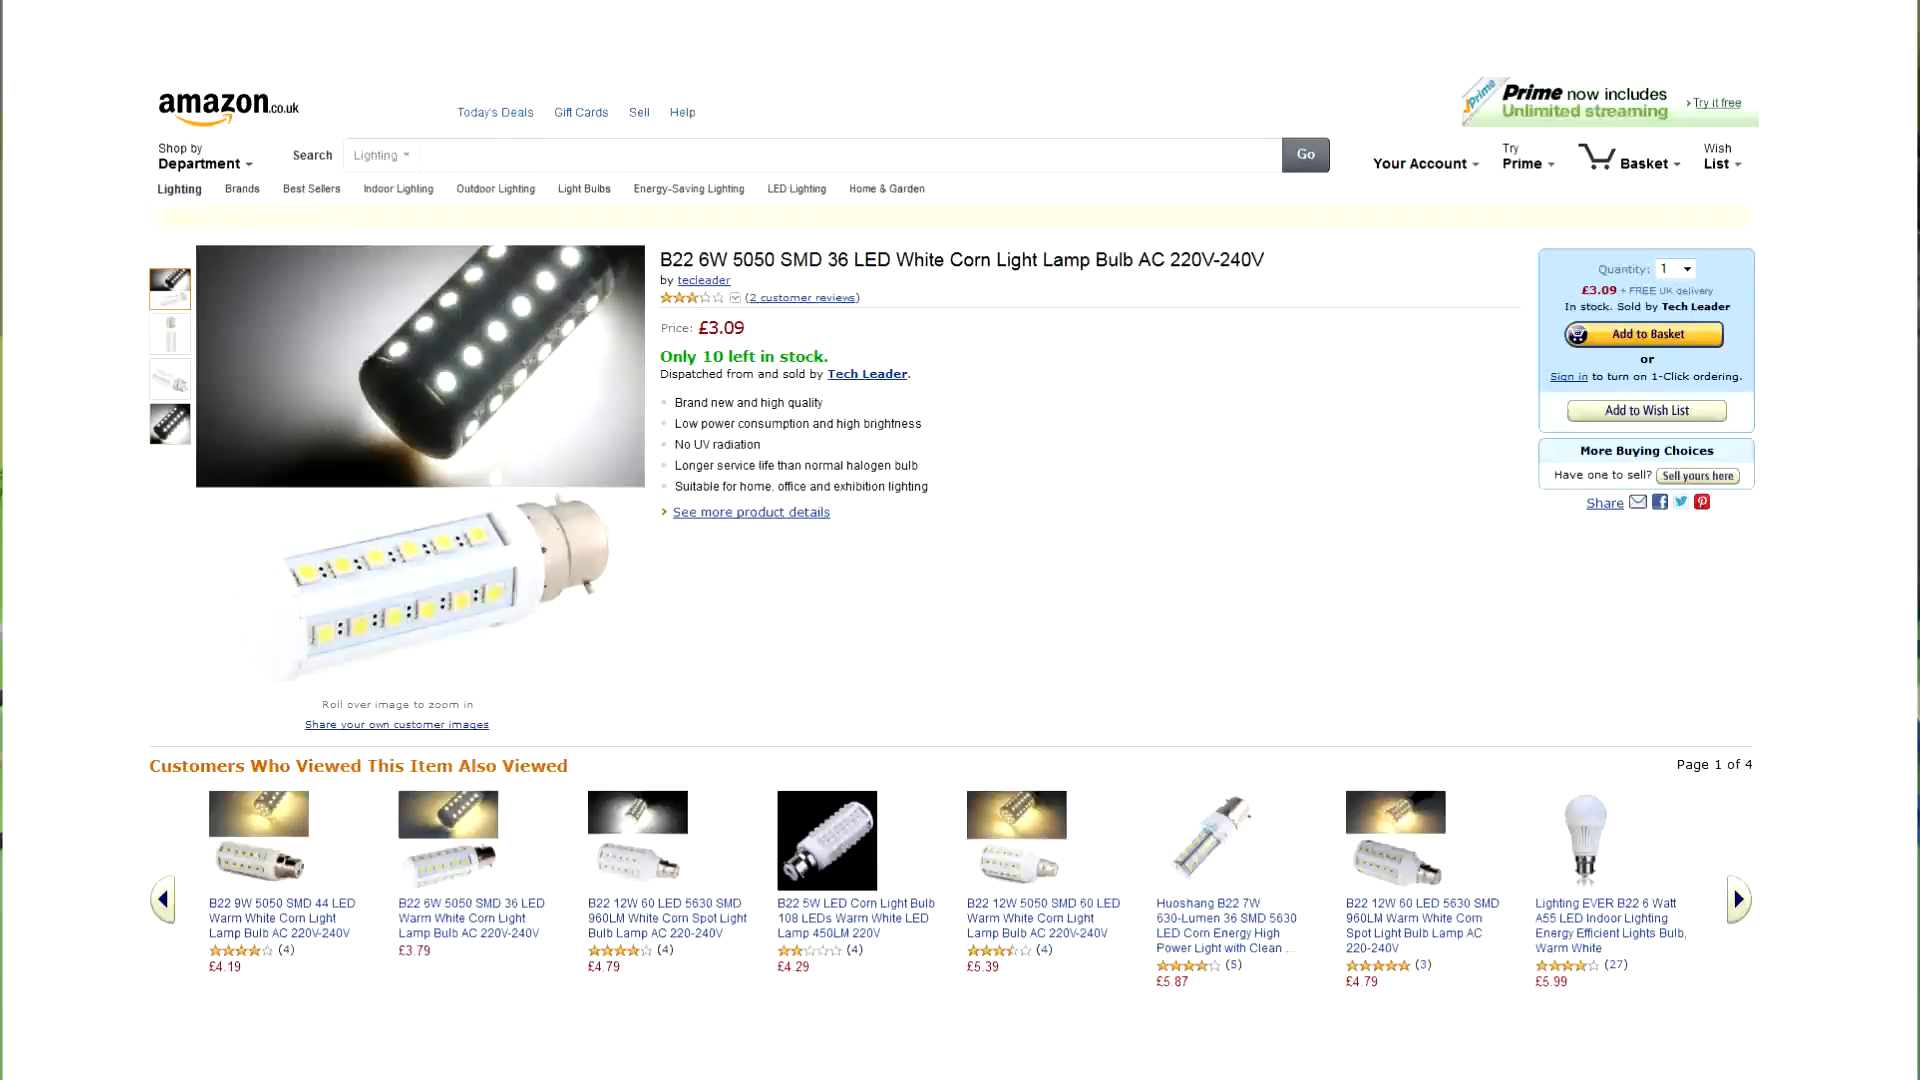 amazon.co.uk
Today's Deals Gift Cards Sell Help
Prime
Prime now includes
Unlimited streaming
Try it free
Shop by
Department
Search Lighting Go
Your Account
Try
Prime
Basket
Wish
List
Lighting Brands Best Sellers Indoor Lighting Outdoor Lighting Light Bulbs Energy-Saving Lighting LED Lighting Home & Garden
B22 6W 5050 SMD 36 LED White Corn Light Lamp Bulb AC 220V-240V
by tecleader
(2 customer reviews)
Price: £3.09
Only 10 left in stock.
Dispatched from and sold by Tech Leader.
Brand new and high quality
Low power consumption and high brightness
No UV radiation
Longer service life than normal halogen bulb
Suitable for home, office and exhibition lighting
See more product details
Quantity: 1
£3.09 + FREE UK delivery
In stock. Sold by Tech Leader
Add to Basket
or
Sign in to turn on 1-Click ordering.
Add to Wish List
More Buying Choices
Have one to sell? Sell yours here
Share
Roll over image to zoom in
Share your own customer images
Customers Who Viewed This Item Also Viewed
Page 1 of 4
B22 9W 5050 SMD 44 LED
Warm White Corn Light
Lamp Bulb AC 220V-240V
(4)
£4.19
B22 6W 5050 SMD 36 LED
Warm White Corn Light
Lamp Bulb AC 220V-240V
£3.79
B22 12W 60 LED 5630 SMD
960LM White Corn Spot Light
Bulb Lamp AC 220-240V
(4)
£4.79
B22 5W LED Corn Light Bulb
108 LEDs Warm White LED
Lamp 450LM 220V
(4)
£4.29
B22 12W 5050 SMD 60 LED
Warm White Corn Light
Lamp Bulb AC 220V-240V
(4)
£5.39
Huoshang B22 7W
630-Lumen 36 SMD 5630
LED Corn Energy High
Power Light with Clean ...
(5)
£5.87
B22 12W 60 LED 5630 SMD
960LM Warm White Corn
Spot Light Bulb Lamp AC
220-240V
(3)
£4.79
Lighting EVER B22 6 Watt
A55 LED Indoor Lighting
Energy Efficient Lights Bulb,
Warm White
(27)
£5.99